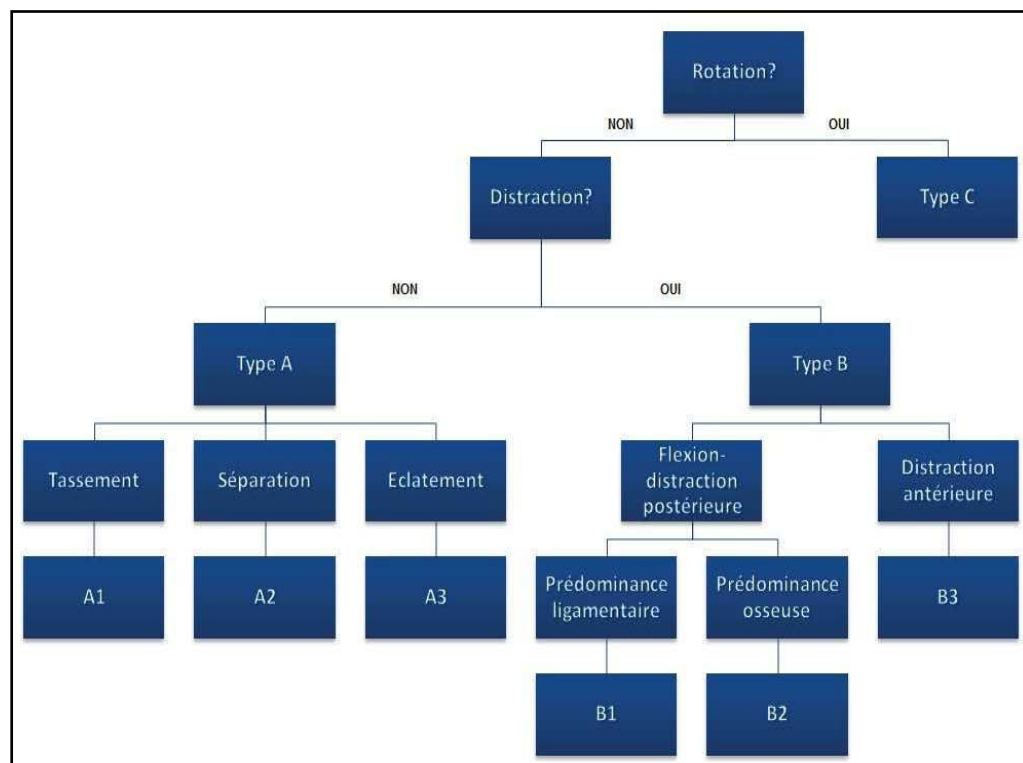 Rotation?
NON
OUI
Distraction?
Type C
NON
OUI
Type A
Type B
Tassement
Séparation
Eclatement
Flexion-
distraction
postérieure
Distraction
antérieure
A1
A2
A3
Prédominance
ligamentaire
Prédominance
osseuse
B3
B1
B2